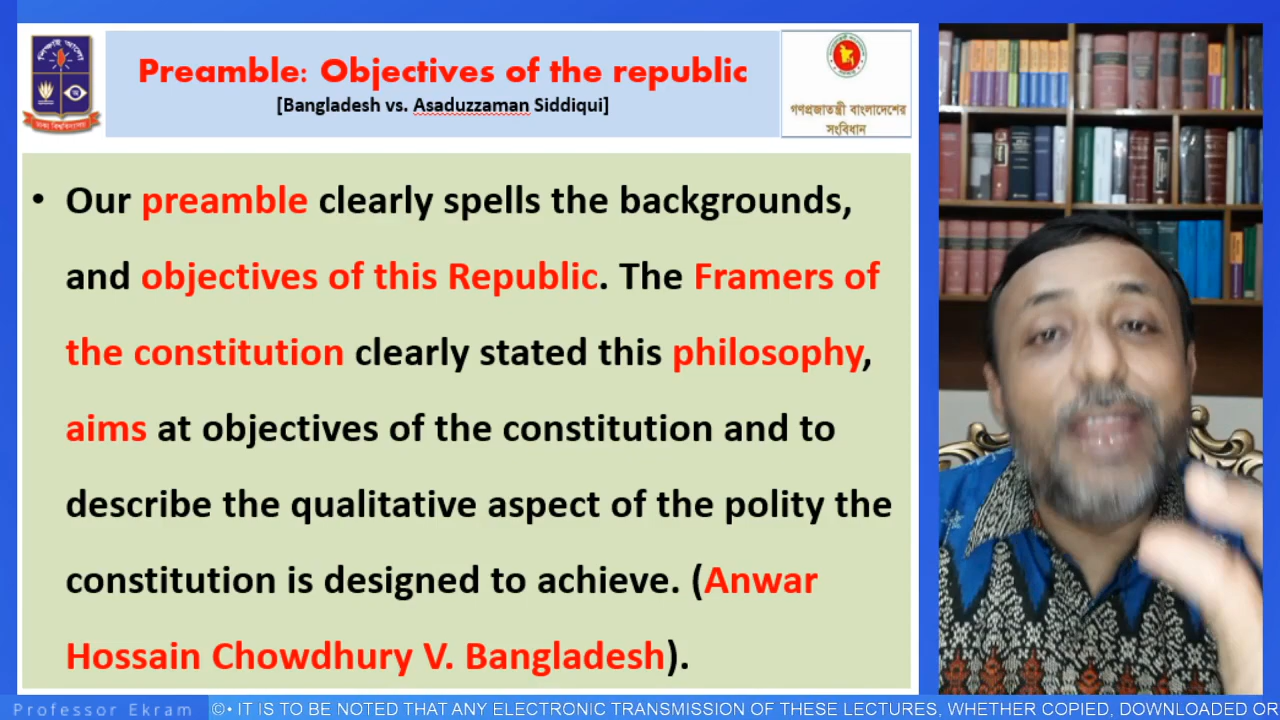 Preamble: Objectives of the republic
[Bangladesh vs. Asaduzzaman Siddiqui]
শিক্ষাই আলো
ঢাকা বিশ্ববিদ্যালয়
গণপ্রজাতন্ত্রী বাংলাদেশের
সংবিধান
• Our preamble clearly spells the backgrounds,
and objectives of this Republic. The Framers of
the constitution clearly stated this philosophy,
aims at objectives of the constitution and to
describe the qualitative aspect of the polity the
constitution is designed to achieve. (Anwar
Hossain Chowdhury V. Bangladesh).
Professor Ekram
©• IT IS TO BE NOTED THAT ANY ELECTRONIC TRANSMISSION OF THESE LECTURES, WHETHER COPIED, DOWNLOADED OR